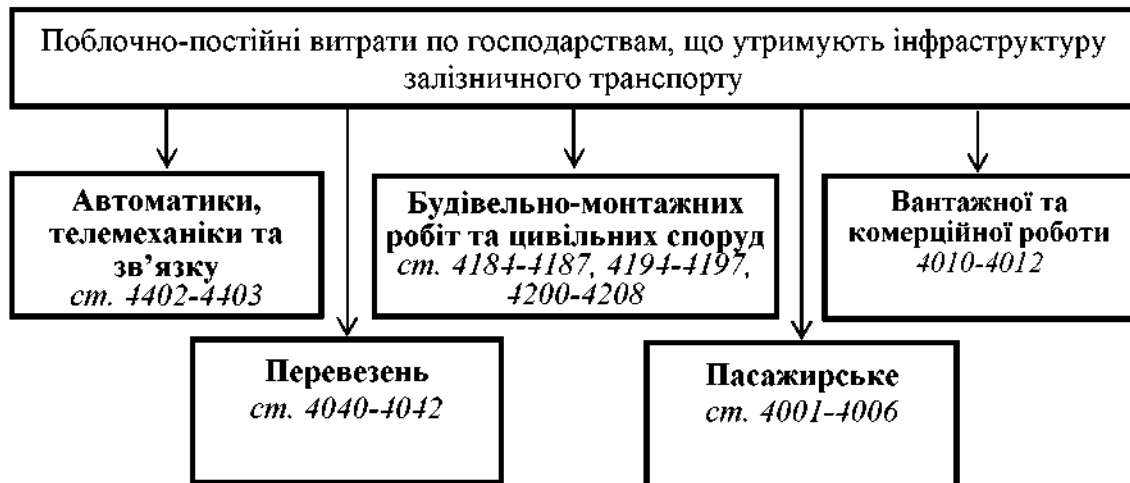 Поблочно-постійні витрати по господарствам, що утримують інфраструктуру
залізничного транспорту
Автоматики,
телемеханіки та
зв’язку
ст. 4402-4403
Будівельно-монтажних
робіт та цивільних споруд
ст. 4184-4187, 4194-4197,
4200-4208
Вантажної та
комерційної роботи
4010-4012
Перевезень
ст. 4040-4042
Пасажирське
ст. 4001-4006